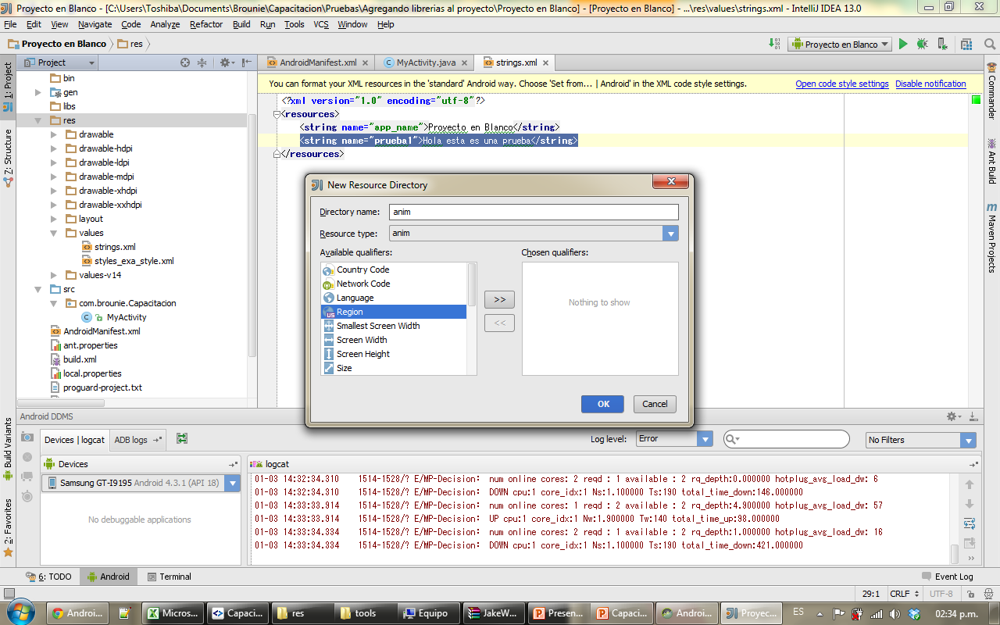 Proyecto en Blanco - [C:\Users\Toshiba\Documents\Brounie\Capacitacion\Pruebas\Agregando librerias al proyecto\Proyecto en Blanco] - [Proyecto en Blanco] - ...\res\values\strings.xml - IntelliJ IDEA 13.0
File Edit View Navigate Code Analyze Refactor Build Run Tools VCS Window Help
Proyecto en Blanco res Proyecto en Blanco
1: Project
Z: Structure
Build Variants
2: Favorites
Project
bin
gen
libs
res
drawable
drawable-hdpi
drawable-ldpi
drawable-mdpi
drawable-xhdpi
drawable-xxhdpi
layout
values
strings.xml
styles_exa_style.xml
values-v14
src
com.brounie.Capacitacion
MyActivity
AndroidManifest.xml
ant.properties
build.xml
local.properties
proguard-project.txt
AndroidManifest.xml MyActivity.java strings.xml
You can format your XML resources in the 'standard' Android way. Choose 'Set from... | Android' in the XML code style settings. Open code style settings Disable notification
<?xml version="1.0" encoding="utf-8"?>
<resources>
<string name="app_name">Proyecto en Blanco</string>
<string name="prueba1">Hola esta es una prueba</string>
</resources>
Commander
Ant Build
Maven Projects
New Resource Directory
Directory name: anim
Resource type: anim
Available qualifiers: Chosen qualifiers:
Country Code
Network Code
Language
Region
Smallest Screen Width
Screen Width
Screen Height
Size
>>
<<
Nothing to show
OK Cancel
Android DDMS
Devices | logcat ADB logs Log level: Error No Filters
Devices
Samsung GT-I9195 Android 4.3.1 (API 18)
No debuggable applications
logcat
01-03 14:32:34.310 1514-1528/? E/MP-Decision: num online cores: 2 reqd : 1 available : 2 rq_depth:0.000000 hotplug_avg_load_dw: 6
01-03 14:32:34.310 1514-1528/? E/MP-Decision: DOWN cpu:1 core_idx:1 Ns:1.100000 Ts:190 total_time_down:146.000000
01-03 14:33:33.914 1514-1528/? E/MP-Decision: num online cores: 1 reqd : 2 available : 2 rq_depth:4.900000 hotplug_avg_load_dw: 57
01-03 14:33:33.914 1514-1528/? E/MP-Decision: UP cpu:1 core_idx:1 Nw:1.900000 Tw:140 total_time_up:98.000000
01-03 14:33:34.334 1514-1528/? E/MP-Decision: num online cores: 2 reqd : 1 available : 2 rq_depth:1.000000 hotplug_avg_load_dw: 16
01-03 14:33:34.334 1514-1528/? E/MP-Decision: DOWN cpu:1 core_idx:1 Ns:1.100000 Ts:190 total_time_down:421.000000
6: TODO Android Terminal Event Log
29:1 CRLF UTF-8
Androi... Micros... Capaci... res tools Equipo JakeW... Presen... Capaci... Androi... Proyec... ES 02:34 p.m.